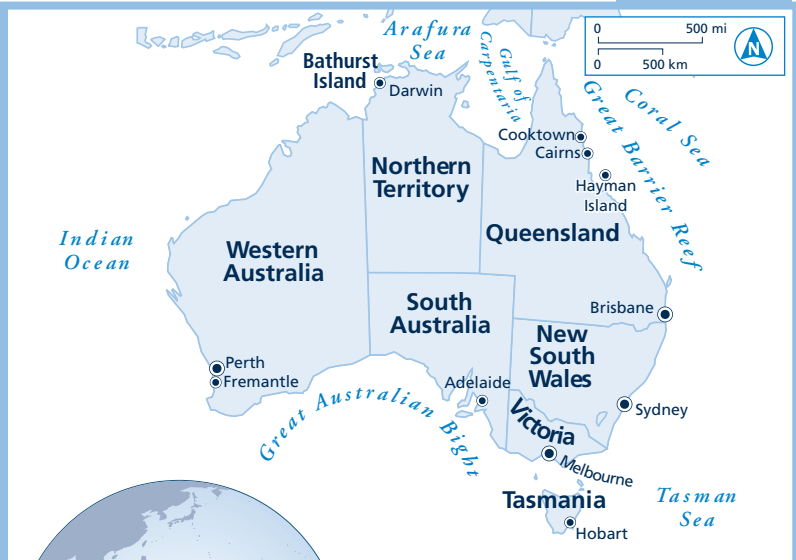 Arafura
Sea
Gulf of
Carpentaria
0 500 mi
0 500 km
N
Bathurst
Island
Darwin
Coral Sea
Great Barrier Reef
Cooktown
Cairns
Hayman
Island
Northern
Territory
Queensland
Indian
Ocean
Western
Australia
South
Australia
Brisbane
New
South
Wales
Perth
Fremantle
Adelaide
Great Australian Bight
Victoria
Sydney
Melbourne
Tasmania
Tasman
Sea
Hobart